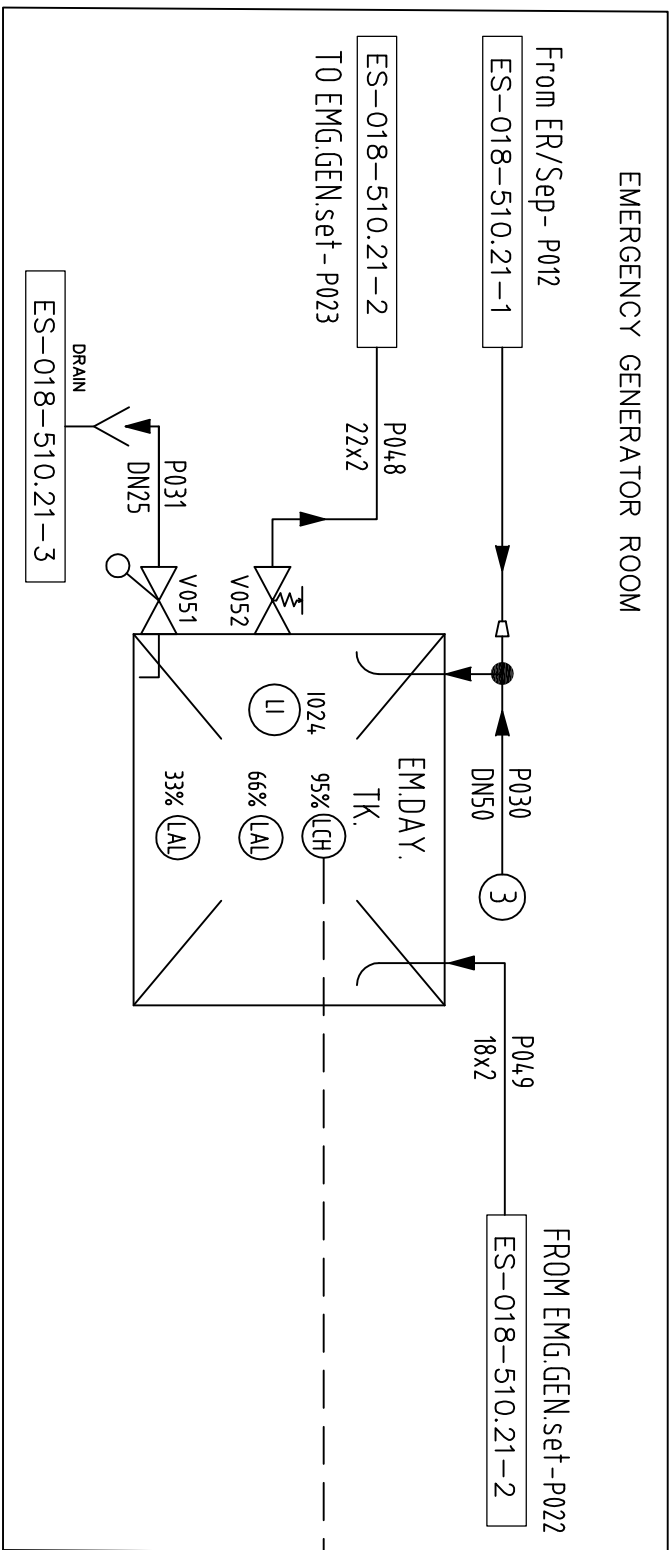 EMERGENCY GENERATOR ROOM
From ER/Sep- P012
ES-018-510.21-1
P030
DN50
3
FROM EMG.GEN.set-P022
ES-018-510.21-2
P049
18x2
ES-018-510.21-2
TO EMG.GEN.set- P023
P048
22x2
V052
EM.DAY.
TK.
I024
LI
95% LCH
66% LAL
33% LAL
V051
P031
DN25
DRAIN
ES-018-510.21-3